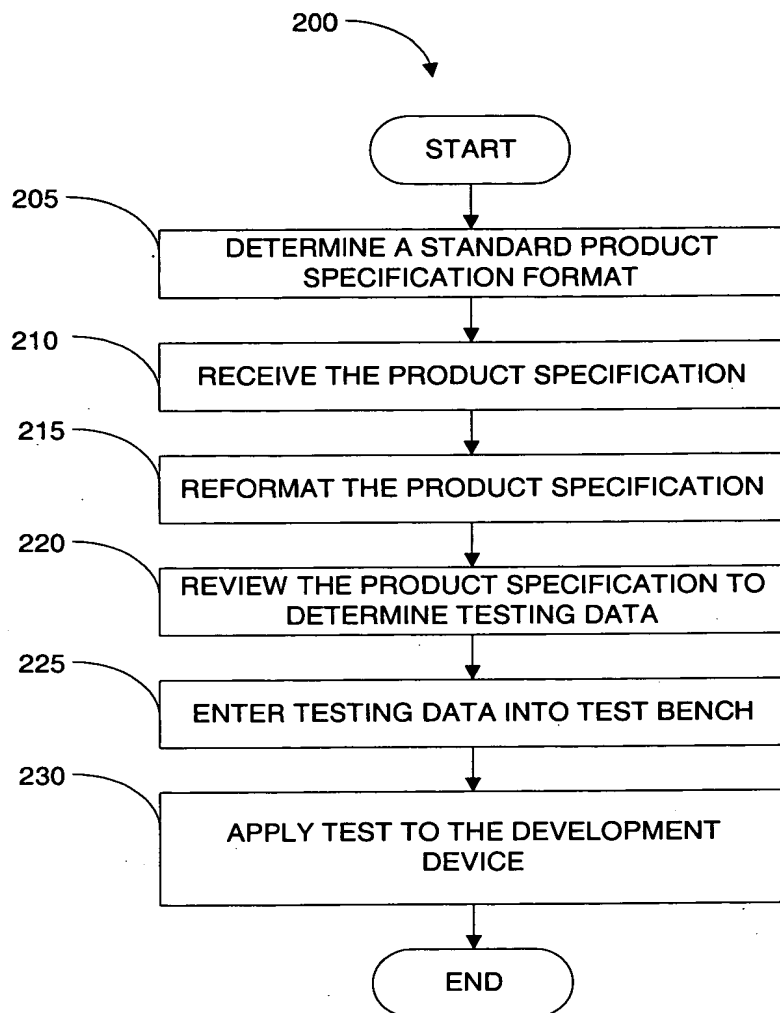 200
START
205
DETERMINE A STANDARD PRODUCT
SPECIFICATION FORMAT
210
RECEIVE THE PRODUCT SPECIFICATION
215
REFORMAT THE PRODUCT SPECIFICATION
220
REVIEW THE PRODUCT SPECIFICATION TO
DETERMINE TESTING DATA
225
ENTER TESTING DATA INTO TEST BENCH
230
APPLY TEST TO THE DEVELOPMENT
DEVICE
END